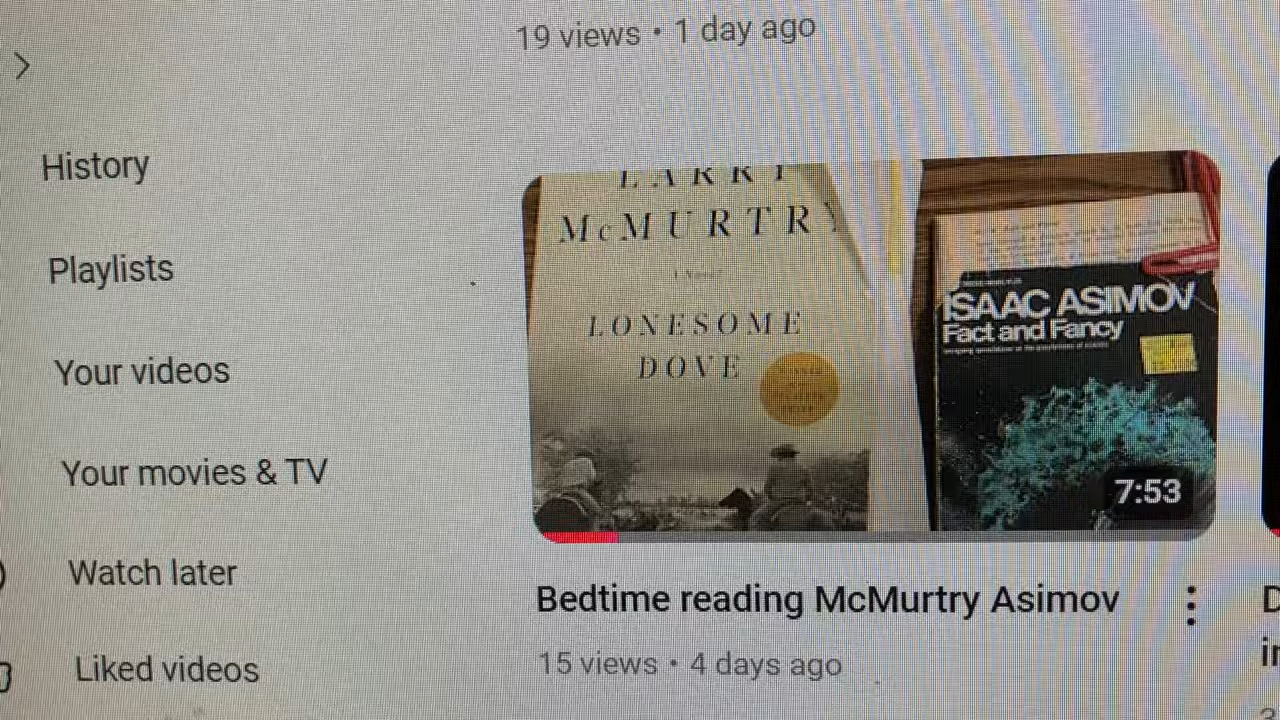 19 views • 1 day ago
History
Playlists
Your videos
Your movies & TV
Watch later
Liked videos
LARRY
McMURTRY
LONESOME
DOVE
ISAAC ASIMOV
Fact and Fancy
7:53
Bedtime reading McMurtry Asimov
15 views • 4 days ago